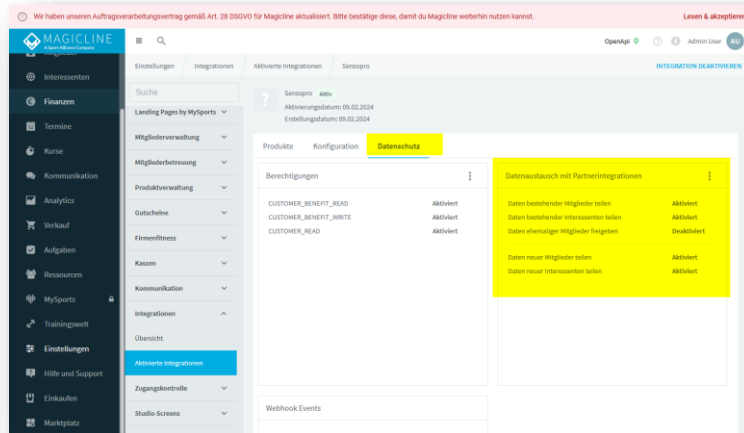 Wir haben unseren Auftragsverarbeitungsvertrag gemäß Art. 28 DSGVO für Magicline aktualisiert. Bitte bestätige diese, damit du Magicline weiterhin nutzen kannst.
Lesen & akzeptieren
MAGICLINE
A Sport Alliance Company
OpenApi
Admin User
AU
Mitglieder
Interessenten
Finanzen
Termine
Kurse
Kommunikation
Analytics
Verkauf
Aufgaben
Ressourcen
MySports
Trainingswelt
Einstellungen
Hilfe und Support
Einkaufen
Marktplatz
Einstellungen
Integrationen
Aktivierte Integrationen
Sensopro
INTEGRATION DEAKTIVIEREN
Suche
Landing Pages by MySports
Mitgliederverwaltung
Mitgliederbetreuung
Produktverwaltung
Gutscheine
Firmenfitness
Kassen
Kommunikation
Integrationen
Übersicht
Aktivierte Integrationen
Zugangskontrolle
Studio-Screens
?
Sensopro Aktiv
Aktivierungsdatum: 09.02.2024
Erstellungsdatum: 09.02.2024
Produkte
Konfiguration
Datenschutz
Berechtigungen
CUSTOMER_BENEFIT_READ Aktiviert
CUSTOMER_BENEFIT_WRITE Aktiviert
CUSTOMER_READ Aktiviert
Datenaustausch mit Partnerintegrationen
Daten bestehender Mitglieder teilen Aktiviert
Daten bestehender Interessenten teilen Aktiviert
Daten ehemaliger Mitglieder freigeben Deaktiviert
Daten neuer Mitglieder teilen Aktiviert
Daten neuer Interessenten teilen Aktiviert
Webhook Events